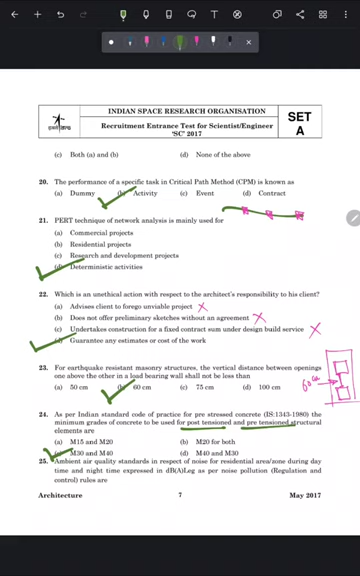 INDIAN SPACE RESEARCH ORGANISATION
Recruitment Entrance Test for Scientist/Engineer
'SC' 2017
SET
A
(c) Both (a) and (b) (d) None of the above
20. The performance of a specific task in Critical Path Method (CPM) is known as
(a) Dummy (b) Activity (c) Event (d) Contract
21. PERT technique of network analysis is mainly used for
(a) Commercial projects
(b) Residential projects
(c) Research and development projects
(d) Deterministic activities
22. Which is an unethical action with respect to the architect's responsibility to his client?
(a) Advises client to forego unviable project
(b) Does not offer preliminary sketches without an agreement
(c) Undertakes construction for a fixed contract sum under design build service
Guarantee any estimates or cost of the work
23. For earthquake resistant masonry structures, the vertical distance between openings
one above the other in a load bearing wall shall not be less than
(a) 50 cm (b) 60 cm (c) 75 cm (d) 100 cm
60 cm
24. As per Indian standard code of practice for pre stressed concrete (IS:1343-1980) the
minimum grades of concrete to be used for post tensioned and pre tensioned structural
elements are
(a) M15 and M20 (b) M20 for both
(c) M30 and M40 (d) M40 and M30
25. Ambient air quality standards in respect of noise for residential area/zone during day
time and night time expressed in dB(A)Leq as per noise pollution (Regulation and
control) rules are
Architecture 7 May 2017